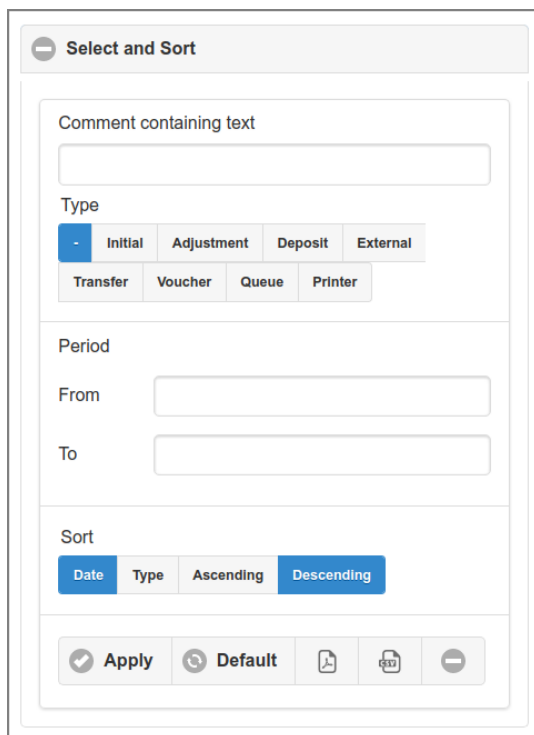 Select and Sort
Comment containing text
Type
- Initial Adjustment Deposit External
Transfer Voucher Queue Printer
Period
From
To
Sort
Date Type Ascending Descending
Apply Default CSV